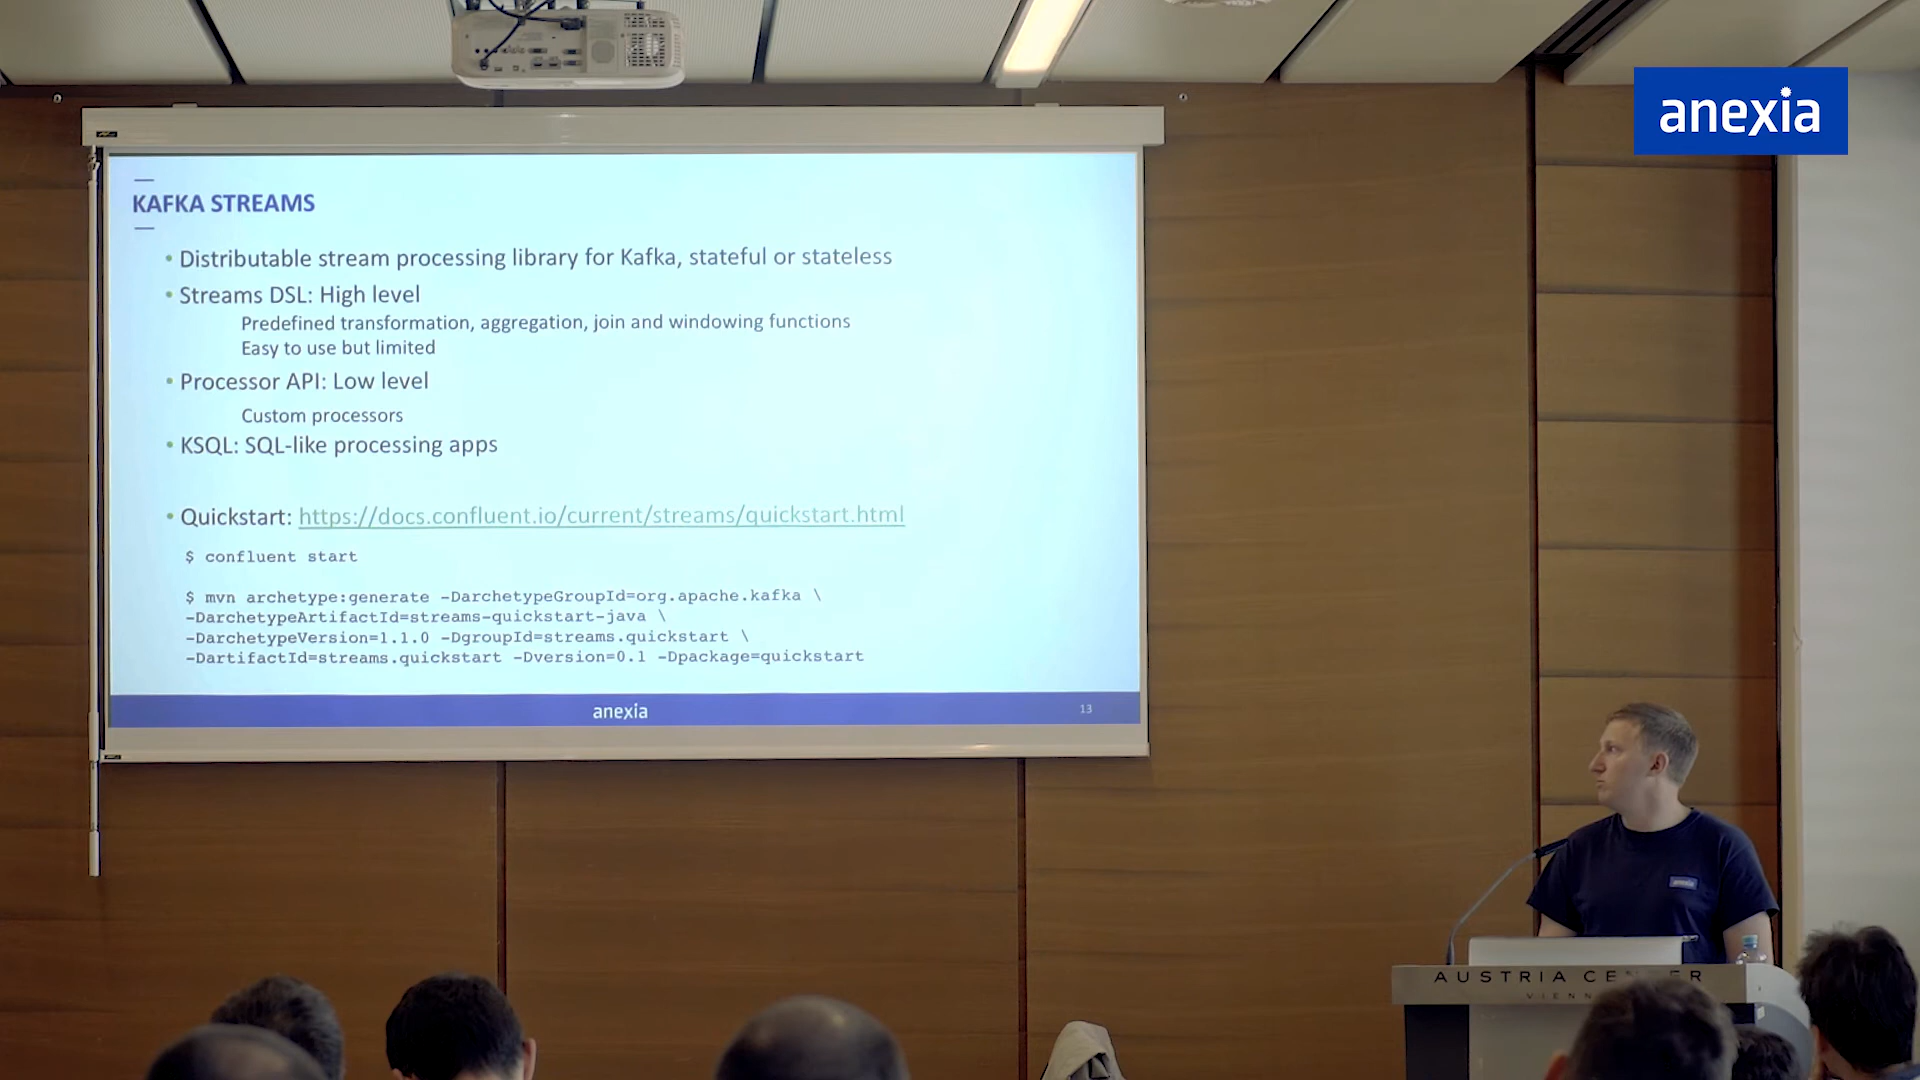 anexia
KAFKA STREAMS
• Distributable stream processing library for Kafka, stateful or stateless
• Streams DSL: High level
Predefined transformation, aggregation, join and windowing functions
Easy to use but limited
• Processor API: Low level
Custom processors
• KSQL: SQL-like processing apps
• Quickstart: https://docs.confluent.io/current/streams/quickstart.html
$ confluent start
$ mvn archetype:generate -DarchetypeGroupId=org.apache.kafka \
-DarchetypeArtifactId=streams-quickstart-java \
-DarchetypeVersion=1.1.0 -DgroupId=streams.quickstart \
-DartifactId=streams.quickstart -Dversion=0.1 -Dpackage=quickstart
anexia
13
anexia
AUSTRIA CENTER